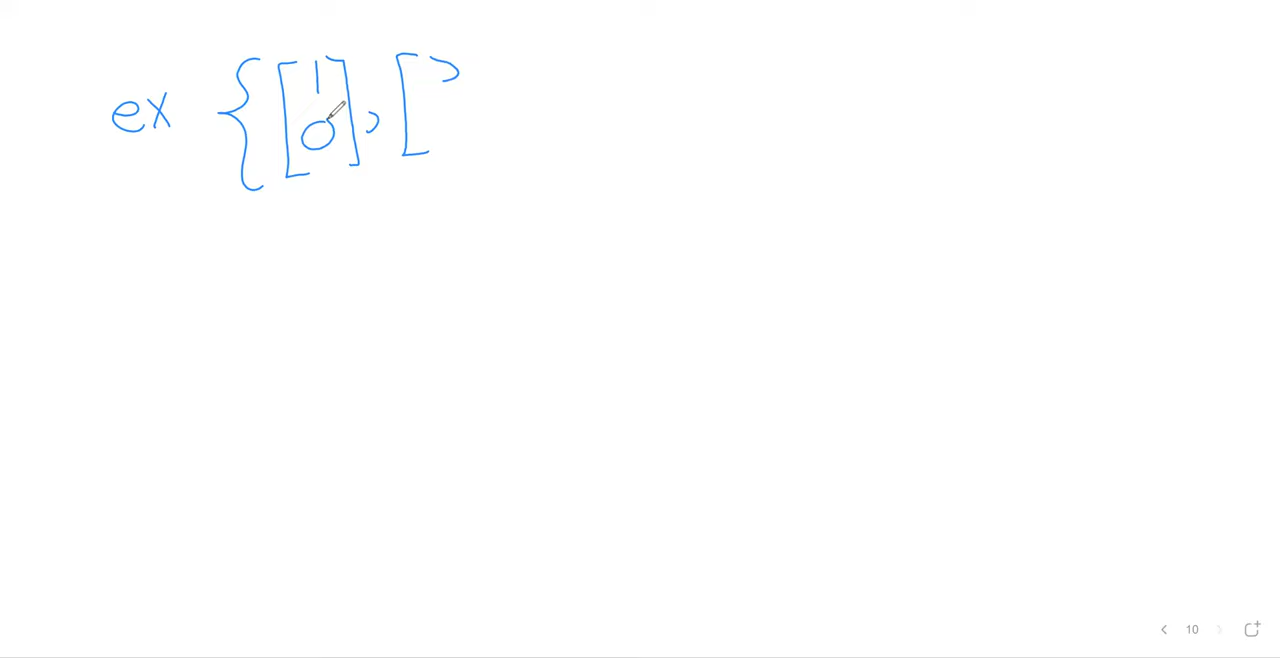 ex { [ 1 0 ] , [
10